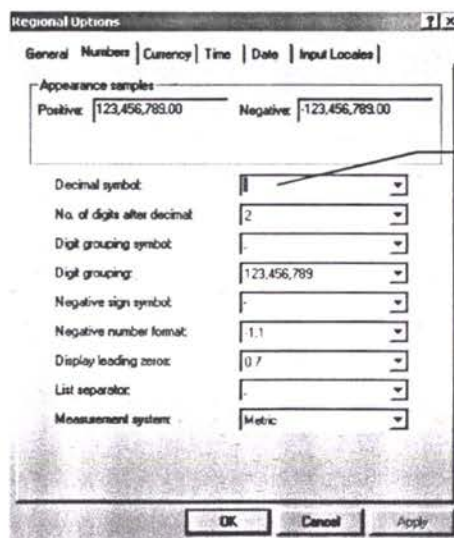 Regional Options ? ×
General Numbers Currency Time Date Input Locales
Appearance samples
Positive: 123,456,789.00 Negative: -123,456,789.00
Decimal symbol:
No. of digits after decimal: 2
Digit grouping symbol:
Digit grouping: 123,456,789
Negative sign symbol: -
Negative number format: -1.1
Display leading zeros: 0.7
List separator:
Measurement system: Metric
OK Cancel Apply